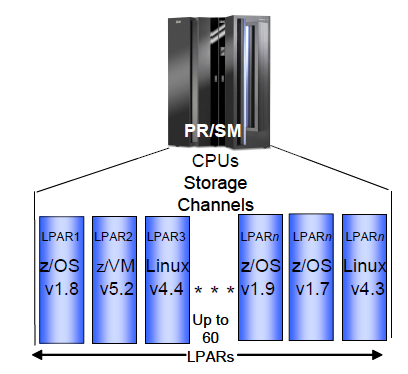 PR/SM
CPUs
Storage
Channels
LPAR1 LPAR2 LPAR3 LPARn LPARn LPARn
z/OS z/VM Linux z/OS z/OS Linux
v1.8 v5.2 v4.4 * * * v1.9 v1.7 v4.3
Up to
60
LPARs